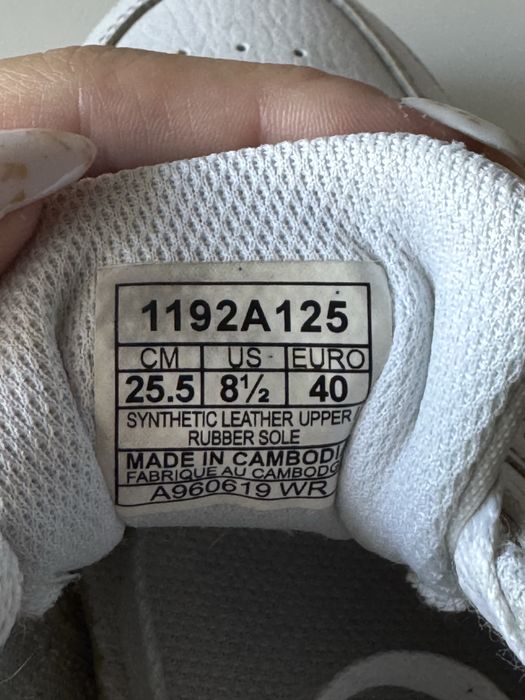 1192A125
CM US EURO
25.5 8½ 40
SYNTHETIC LEATHER UPPER
RUBBER SOLE
MADE IN CAMBODI
FABRIQUE AU CAMBODG
A960619 WR